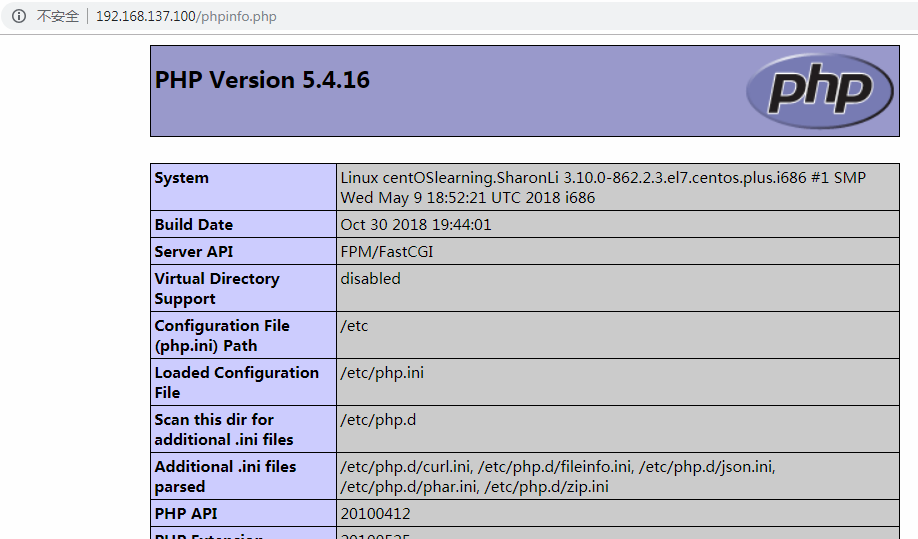 不安全 192.168.137.100/phpinfo.php
PHP Version 5.4.16
php
System Linux centOSlearning.SharonLi 3.10.0-862.2.3.el7.centos.plus.i686 #1 SMP
Wed May 9 18:52:21 UTC 2018 i686
Build Date Oct 30 2018 19:44:01
Server API FPM/FastCGI
Virtual Directory disabled
Support
Configuration File /etc
(php.ini) Path
Loaded Configuration /etc/php.ini
File
Scan this dir for /etc/php.d
additional .ini files
Additional .ini files /etc/php.d/curl.ini, /etc/php.d/fileinfo.ini, /etc/php.d/json.ini,
parsed /etc/php.d/phar.ini, /etc/php.d/zip.ini
PHP API 20100412
PHP Extension 20100525